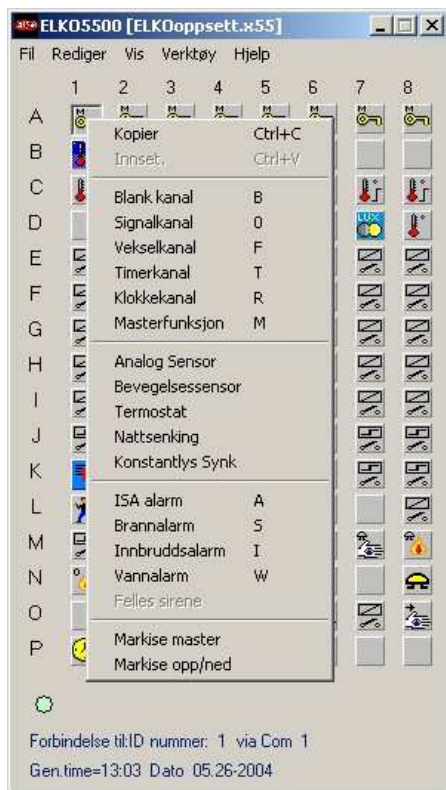 ELKO5500 [ELKOoppsett.x55]
Fil Rediger Vis Verktøy Hjelp
1 2 3 4 5 6 7 8
A
Kopier Ctrl+C
B
Innset. Ctrl+V
C
Blank kanal B
D
LUX
Signalkanal O
Vekselkanal F
E
Timerkanal T
F
Klokkekanal R
G
Masterfunksjon M
H
Analog Sensor
I
Bevegelsessensor
Termostat
J
Nattsenking
K
Konstantlys Synk
L
ISA alarm A
Brannalarm S
M
Innbruddsalarm I
N
Vannalarm W
Felles sirene
O
Markise master
P
Markise opp/ned
Forbindelse til:ID nummer: 1 via Com 1
Gen.time=13:03 Dato 05.26-2004